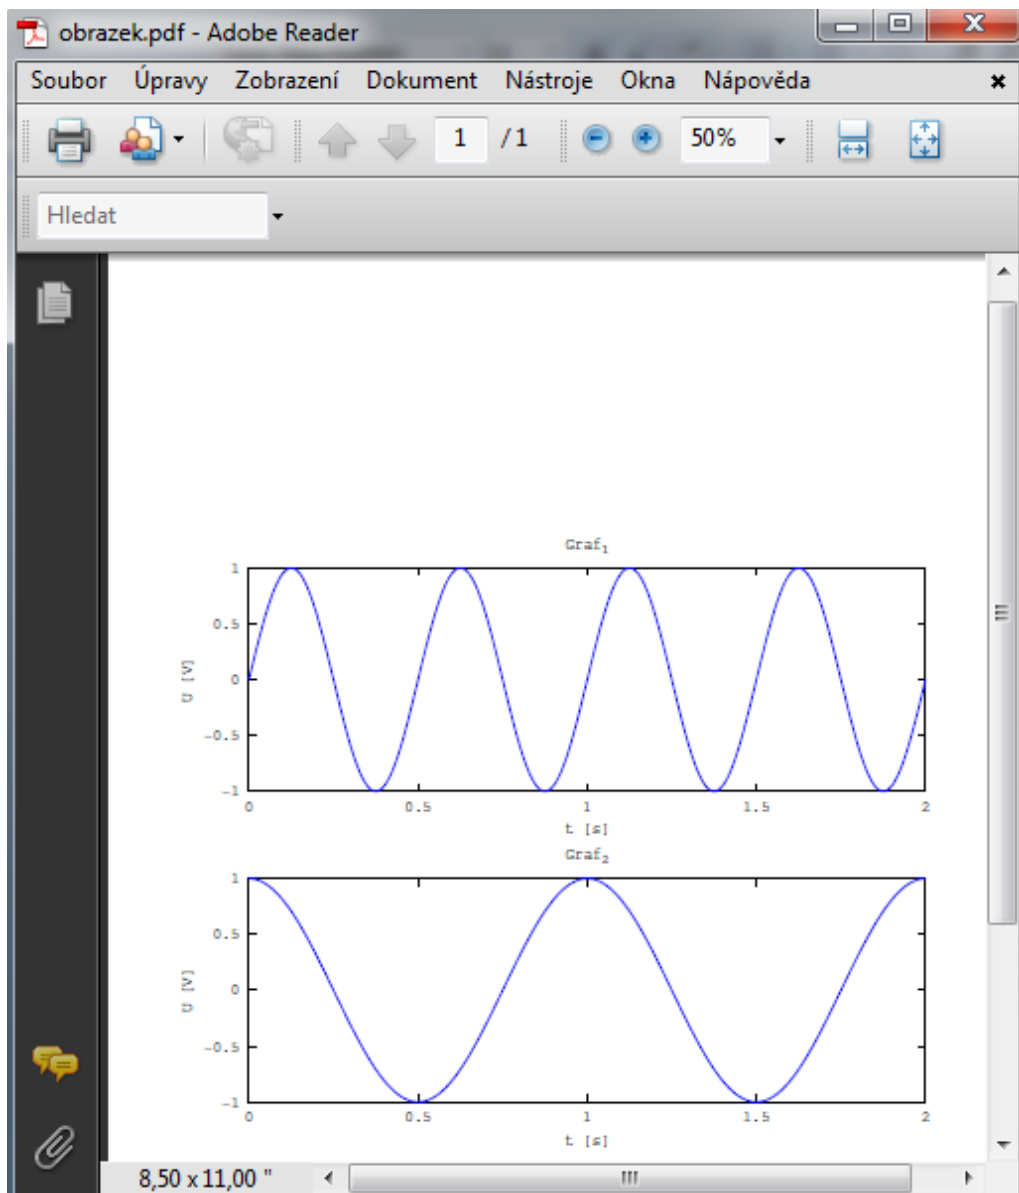 obrazek.pdf - Adobe Reader
Soubor Úpravy Zobrazení Dokument Nástroje Okna Nápověda
1 / 1 50%
Hledat
Graf₁
1
0.5
0
-0.5
-1
U [V]
0 0.5 1 1.5 2
t [s]
Graf₂
1
0.5
0
-0.5
-1
U [V]
0 0.5 1 1.5 2
t [s]
8,50 x 11,00 "